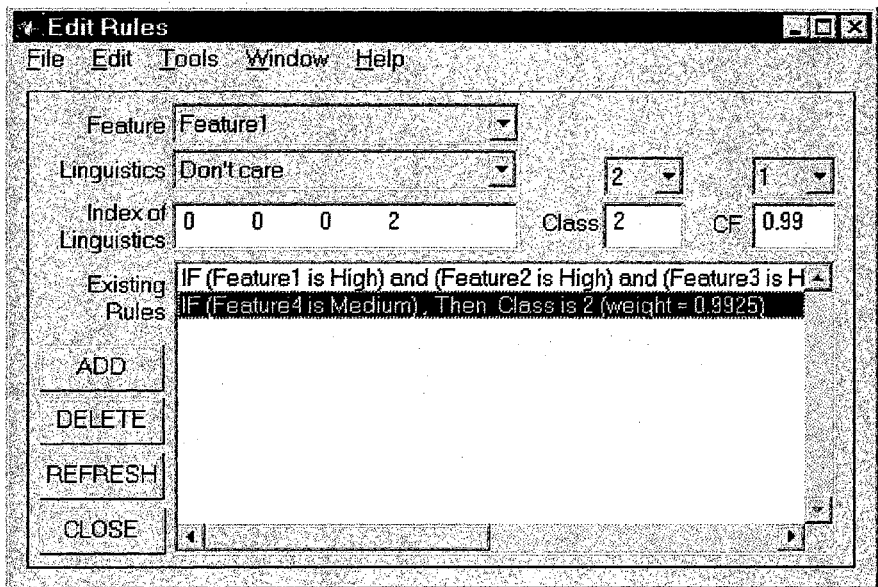 Edit Rules
File Edit Tools Window Help
Feature Feature1
Linguistics Don't care 2 1
Index of Linguistics 0 0 0 2 Class 2 CF 0.99
Existing Rules
IF (Feature1 is High) and (Feature2 is High) and (Feature3 is H
IF (Feature4 is Medium) , Then Class is 2 (weight = 0.9925)
ADD
DELETE
REFRESH
CLOSE